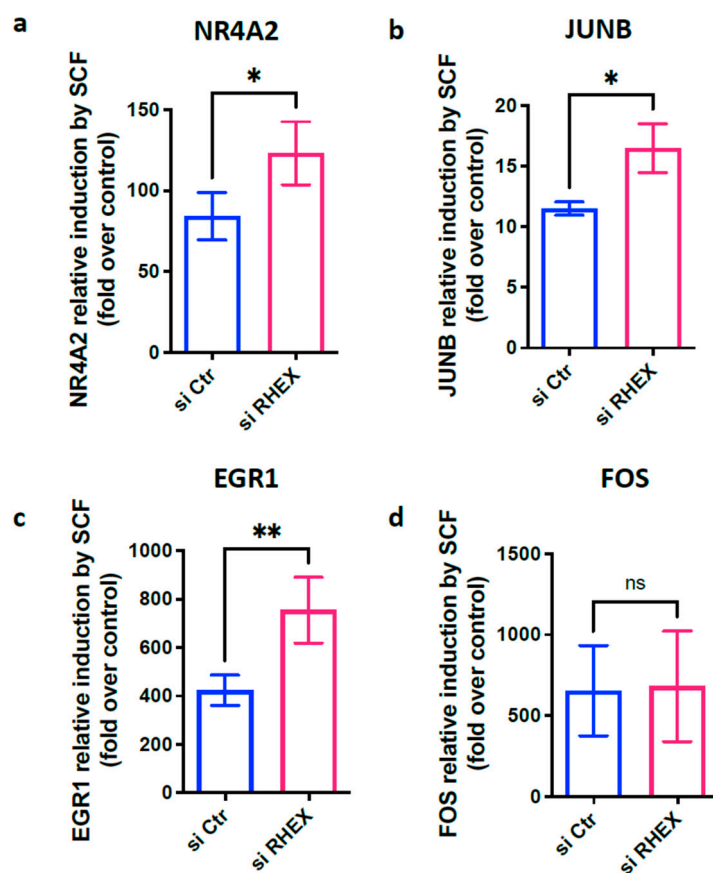 a
NR4A2
NR4A2 relative induction by SCF
(fold over control)
150
100
50
0
*
si Ctr
si RHEX
b
JUNB
JUNB relative induction by SCF
(fold over control)
20
15
10
5
0
*
si Ctr
si RHEX
c
EGR1
EGR1 relative induction by SCF
(fold over control)
1000
800
600
400
200
0
**
si Ctr
si RHEX
d
FOS
FOS relative induction by SCF
(fold over control)
1500
1000
500
0
ns
si Ctr
si RHEX